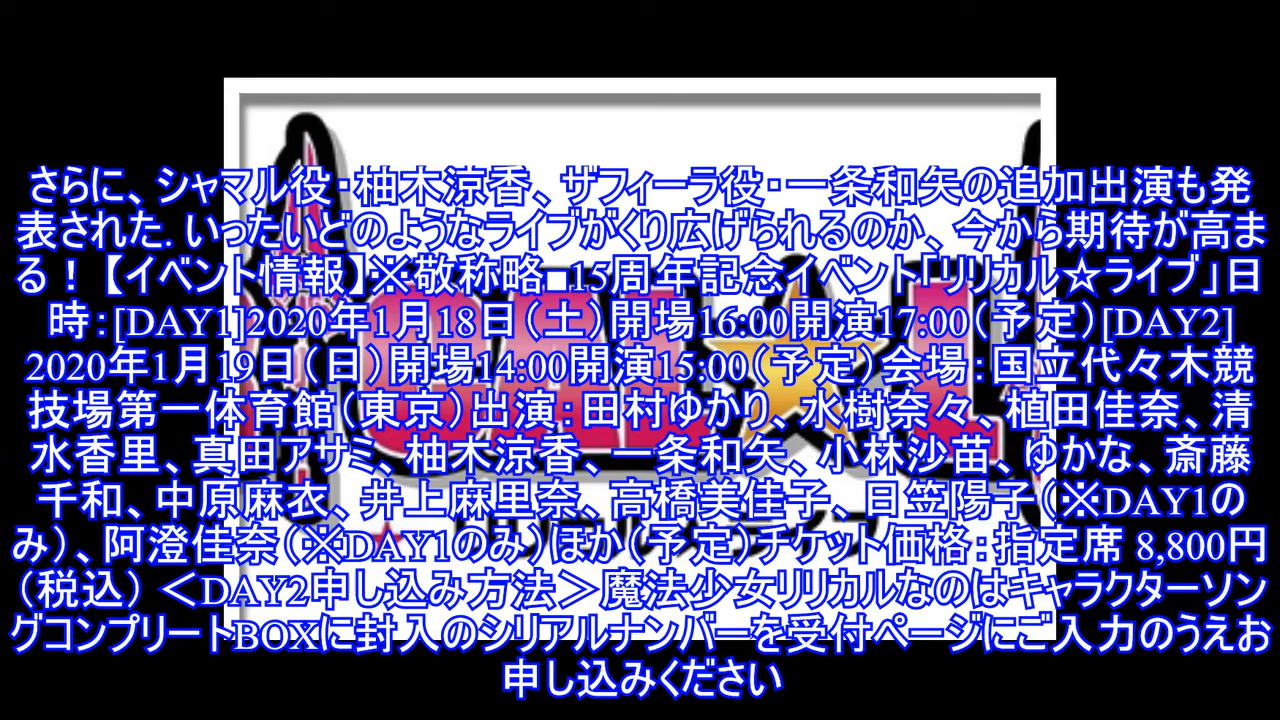 さらに、シャマル役・柚木涼香、ザフィーラ役・一条和矢の追加出演も発
表された. いったいどのようなライブがくり広げられるのか、今から期待が高ま
る！【イベント情報】※敬称略 15周年記念イベント「リリカル☆ライブ」日
時：[DAY1]2020年1月18日（土）開場16:00開演17:00（予定）[DAY2]
2020年1月19日（日）開場14:00開演15:00（予定）会場：国立代々木競
技場第一体育館（東京）出演：田村ゆかり、水樹奈々、植田佳奈、清
水香里、真田アサミ、柚木涼香、一条和矢、小林沙苗、ゆかな、斎藤
千和、中原麻衣、井上麻里奈、高橋美佳子、日笠陽子（※DAY1の
み）、阿澄佳奈（※DAY1のみ）ほか（予定）チケット価格：指定席 8,800円
（税込） ＜DAY2申し込み方法＞魔法少女リリカルなのはキャラクターソン
グコンプリートBOXに封入のシリアルナンバーを受付ページにご入力のうえお
申し込みください